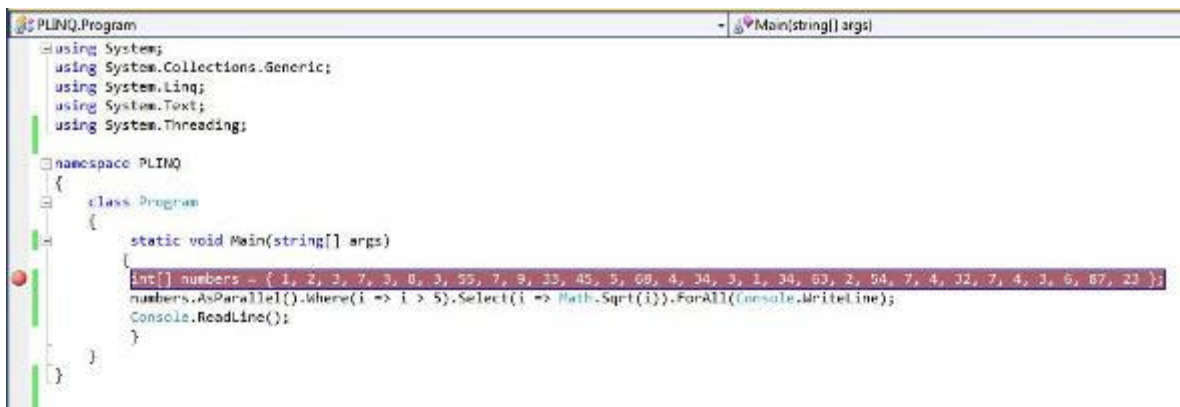 PLINQ.Program
Main(string[] args)
using System;
using System.Collections.Generic;
using System.Linq;
using System.Text;
using System.Threading;
namespace PLINQ
{
class Program
{
static void Main(string[] args)
{
int[] numbers = { 1, 2, 3, 7, 3, 8, 3, 55, 7, 9, 33, 45, 5, 68, 4, 34, 3, 1, 34, 63, 2, 54, 7, 4, 32, 7, 4, 3, 6, 87, 23 };
numbers.AsParallel().Where(i => i > 5).Select(i => Math.Sqrt(i)).ForAll(Console.WriteLine);
Console.ReadLine();
}
}
}